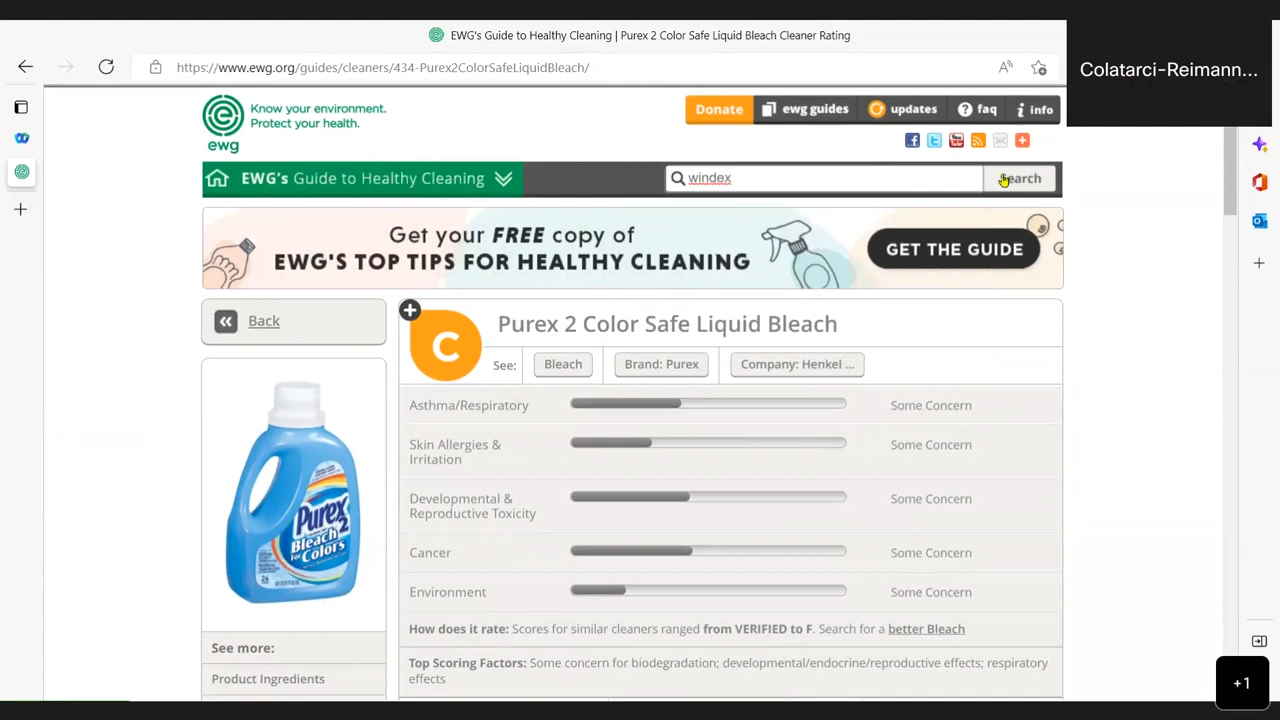 EWG's Guide to Healthy Cleaning | Purex 2 Color Safe Liquid Bleach Cleaner Rating
https://www.ewg.org/guides/cleaners/434-Purex2ColorSafeLiquidBleach/
Colatarci-Reimann...
Know your environment.
Protect your health.
ewg
Donate
ewg guides
updates
faq
info
EWG's Guide to Healthy Cleaning
windex
Search
Get your FREE copy of
EWG'S TOP TIPS FOR HEALTHY CLEANING
GET THE GUIDE
Back
C
Purex 2 Color Safe Liquid Bleach
See:
Bleach
Brand: Purex
Company: Henkel ...
Asthma/Respiratory
Some Concern
Skin Allergies &
Irritation
Some Concern
Developmental &
Reproductive Toxicity
Some Concern
Cancer
Some Concern
Environment
Some Concern
How does it rate: Scores for similar cleaners ranged from VERIFIED to F. Search for a better Bleach
Top Scoring Factors: Some concern for biodegradation; developmental/endocrine/reproductive effects; respiratory
effects
Purex 2
Bleach
For Colors
24
See more:
Product Ingredients
+1